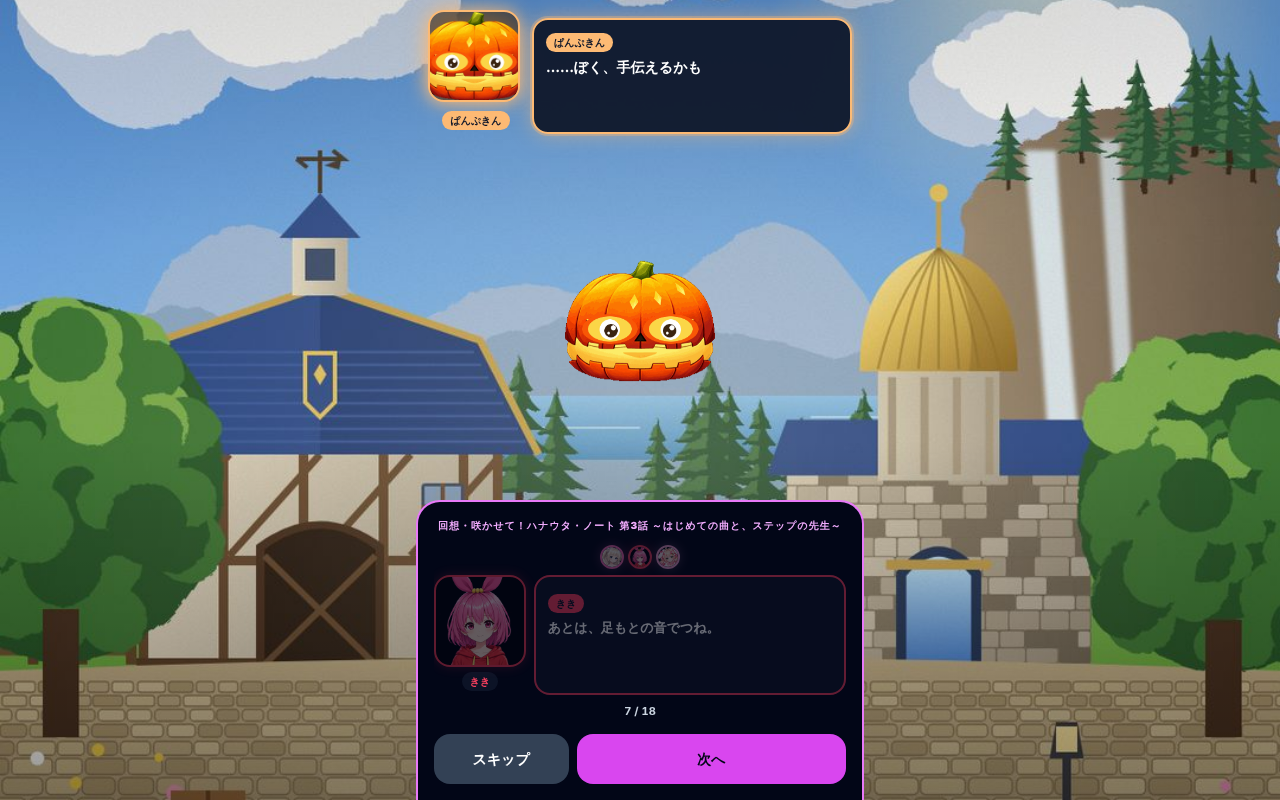 ぱんぷきん
……ぼく、手伝えるかも
ぱんぷきん
回想・咲かせて！ハナウタ・ノート 第3話 ～はじめての曲と、ステップの先生～
きき
あとは、足もとの音でつね。
きき
7 / 18
スキップ
次へ